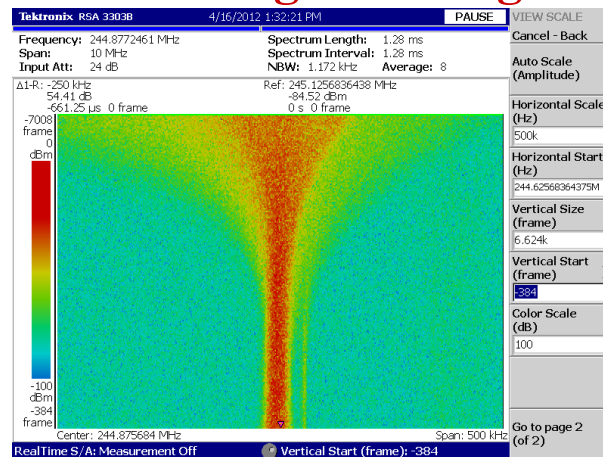 Tektronix RSA 3303B 4/16/2012 1:32:21 PM PAUSE
VIEW SCALE
Frequency: 244.8772461 MHz Spectrum Length: 1.28 ms
Span: 10 MHz Spectrum Interval: 1.28 ms
Input Att: 24 dB NBW: 1.172 kHz Average: 8
Cancel - Back
Auto Scale
(Amplitude)
Δ1-R: -250 kHz Ref: 245.1256836438 MHz
54.41 dB -84.52 dBm
-661.25 µs 0 frame 0 s 0 frame
-7008
frame
0
dBm
-100
dBm
-384
frame
Center: 244.875684 MHz Span: 500 kHz
Horizontal Scale
(Hz)
500k
Horizontal Start
(Hz)
244.62568364375M
Vertical Size
(frame)
6.624k
Vertical Start
(frame)
-384
Color Scale
(dB)
100
Go to page 2
(of 2)
RealTime S/A: Measurement Off Vertical Start (frame): -384